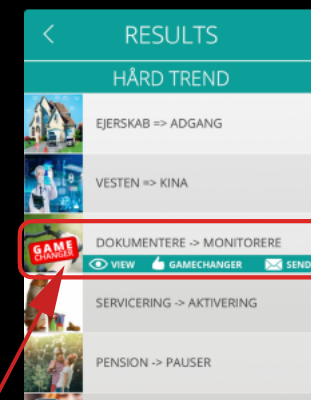 RESULTS
HÅRD TREND
EJERSKAB => ADGANG
VESTEN => KINA
GAME
CHANGER
DOKUMENTERE -> MONITORERE
VIEW GAMECHANGER SEND
SERVICERING -> AKTIVERING
PENSION -> PAUSER